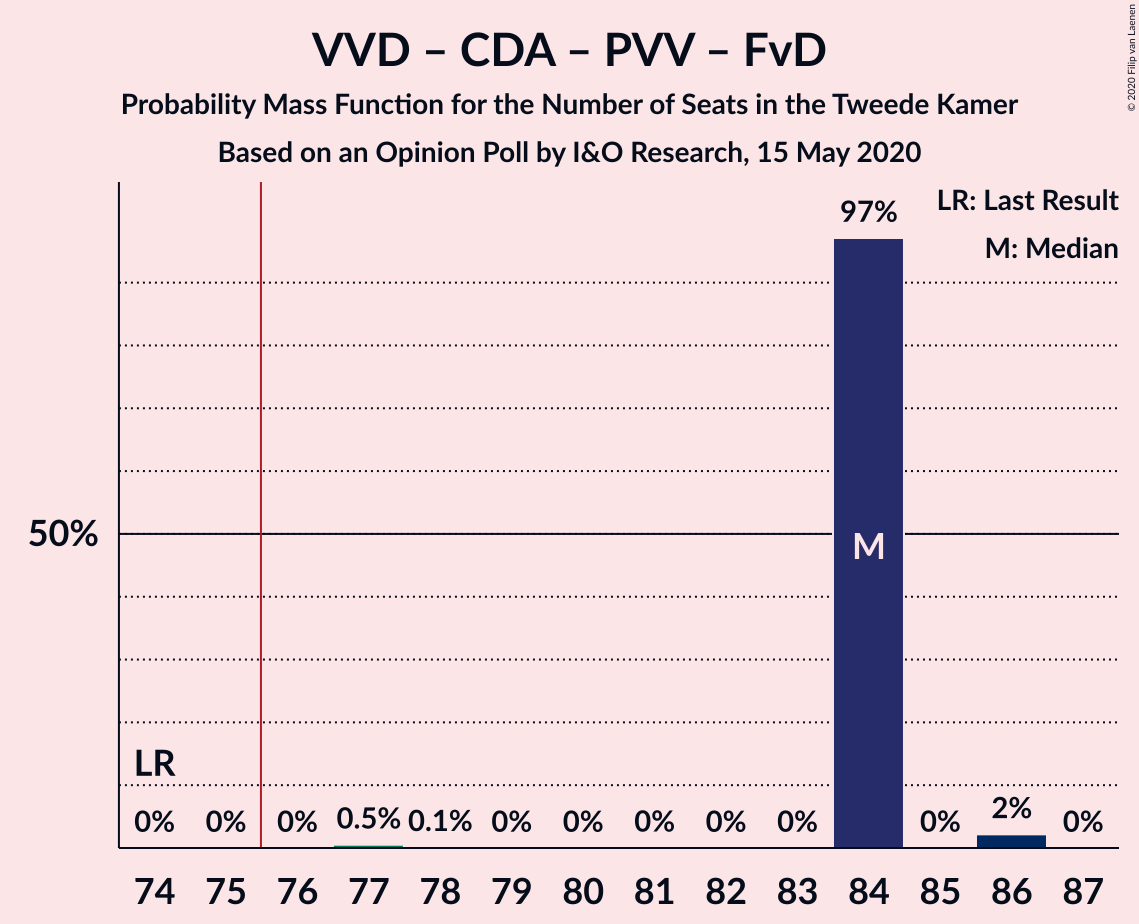 VVD – CDA – PVV – FvD
Probability Mass Function for the Number of Seats in the Tweede Kamer
Based on an Opinion Poll by I&O Research, 15 May 2020
© 2020 Filip van Laenen
LR: Last Result
M: Median
97%
50%
M
LR
0% 0% 0% 0.5% 0.1% 0% 0% 0% 0% 0% 0% 2% 0%
74 75 76 77 78 79 80 81 82 83 84 85 86 87